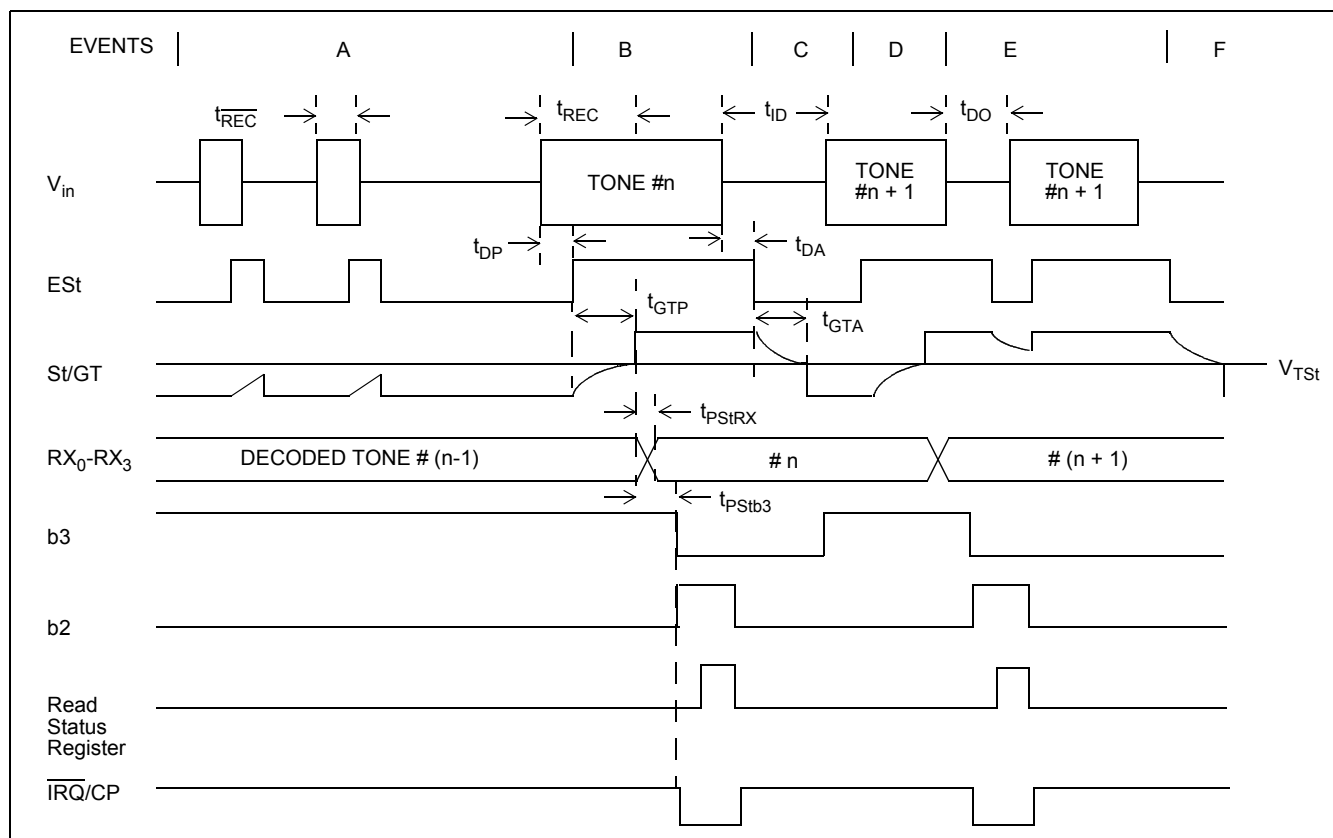 EVENTS A B C D E F
tREC tREC tID tDO
Vin TONE #n TONE #n + 1 TONE #n + 1
tDP tDA
ESt
tGTP tGTA
St/GT VTSt
tPStRX
RX0-RX3 DECODED TONE # (n-1) # n # (n + 1)
tPStb3
b3
b2
Read
Status
Register
IRQ/CP